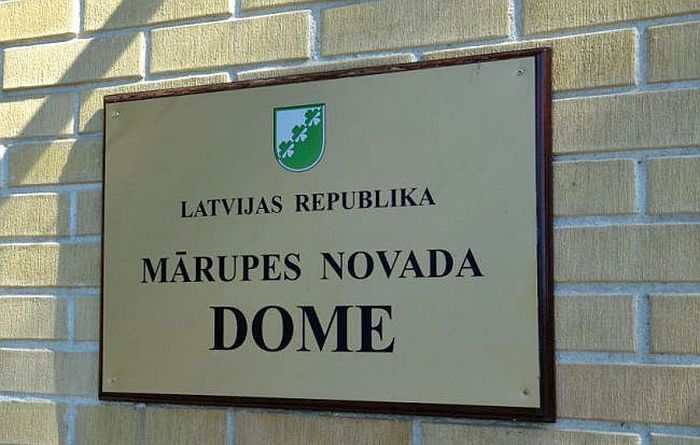 LATVIJAS REPUBLIKA
MĀRUPES NOVADA
DOME